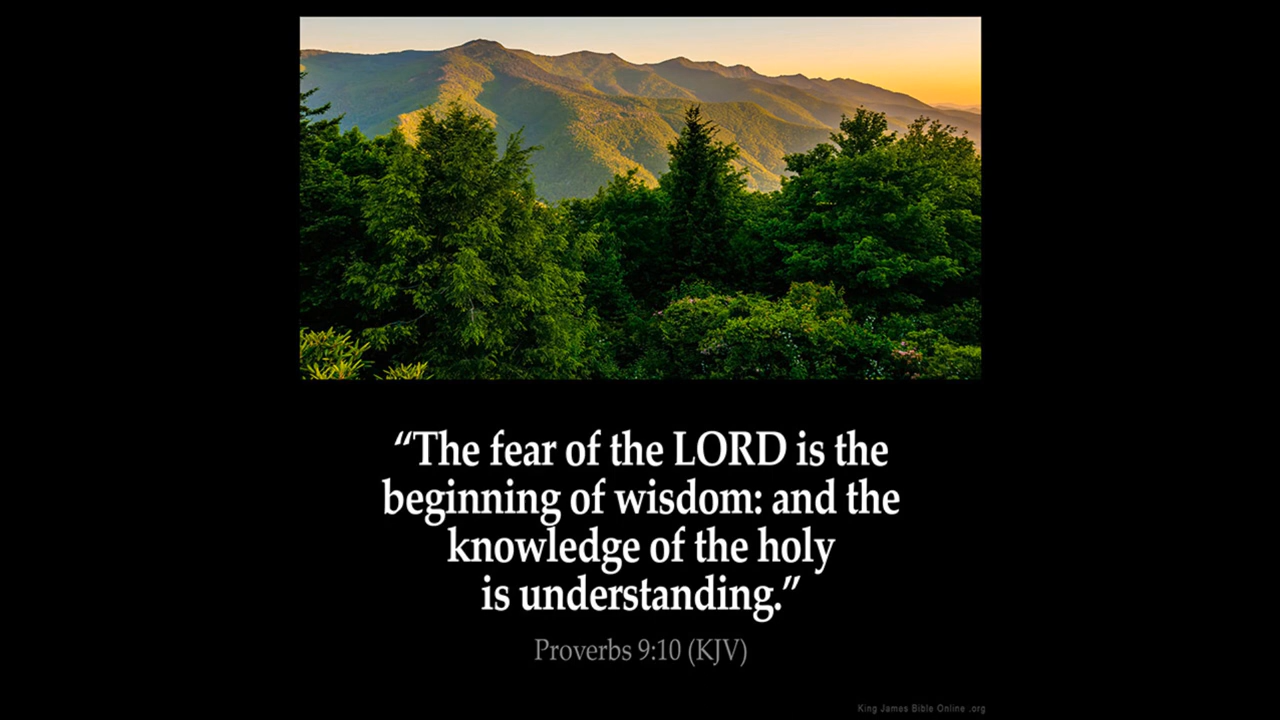 “The fear of the LORD is the
beginning of wisdom: and the
knowledge of the holy
is understanding.”
Proverbs 9:10 (KJV)
King James Bible Online .org